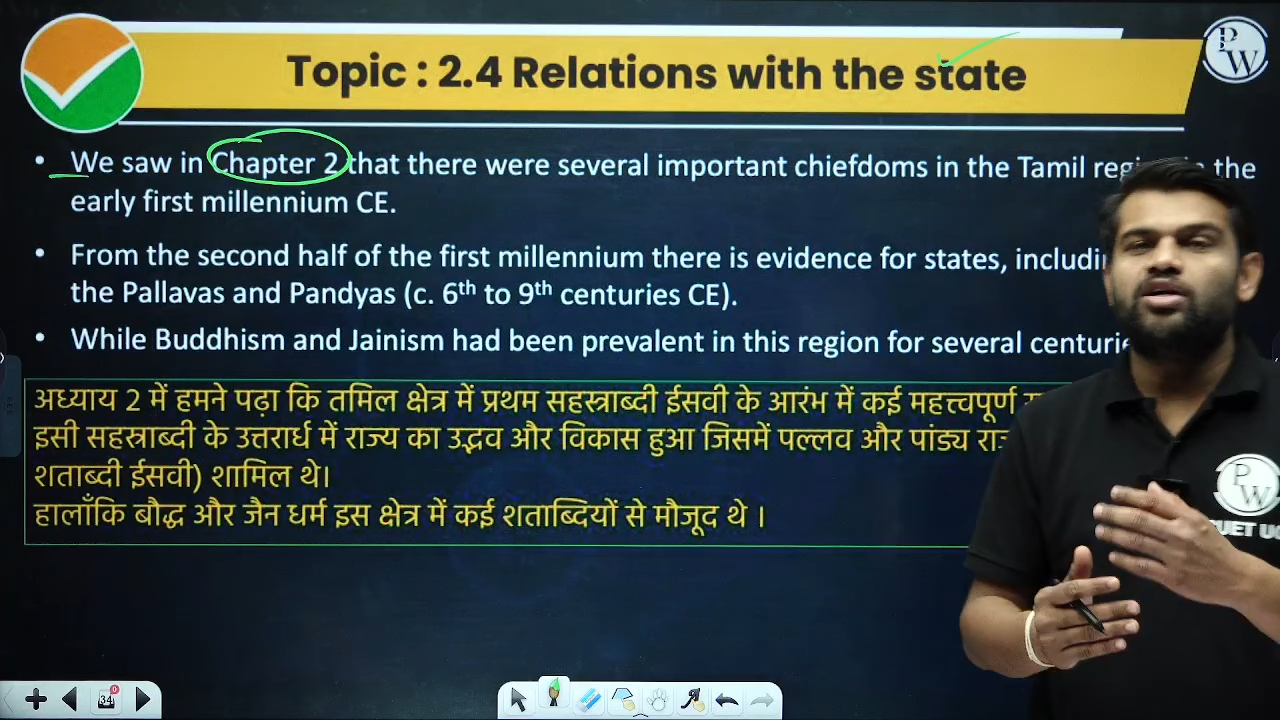 Topic : 2.4 Relations with the state
PW
• We saw in Chapter 2 that there were several important chiefdoms in the Tamil the
early first millennium CE.
• From the second half of the first millennium there is evidence for states,
the Pallavas and Pandyas (c. 6th to 9th centuries CE).
• While Buddhism and Jainism had been prevalent in this region for several
अध्याय 2 में हमने पढ़ा कि तमिल क्षेत्र में प्रथम सहस्त्राब्दी ईसवी के आरंभ में कई महत्त्वपूर्ण
इसी सहस्राब्दी के उत्तरार्ध में राज्य का उद्भव और विकास हुआ जिसमें पल्लव और पांड्य
शताब्दी ईसवी) शामिल थे।
हालाँकि बौद्ध और जैन धर्म इस क्षेत्र में कई शताब्दियों से मौजूद थे ।
PW
34